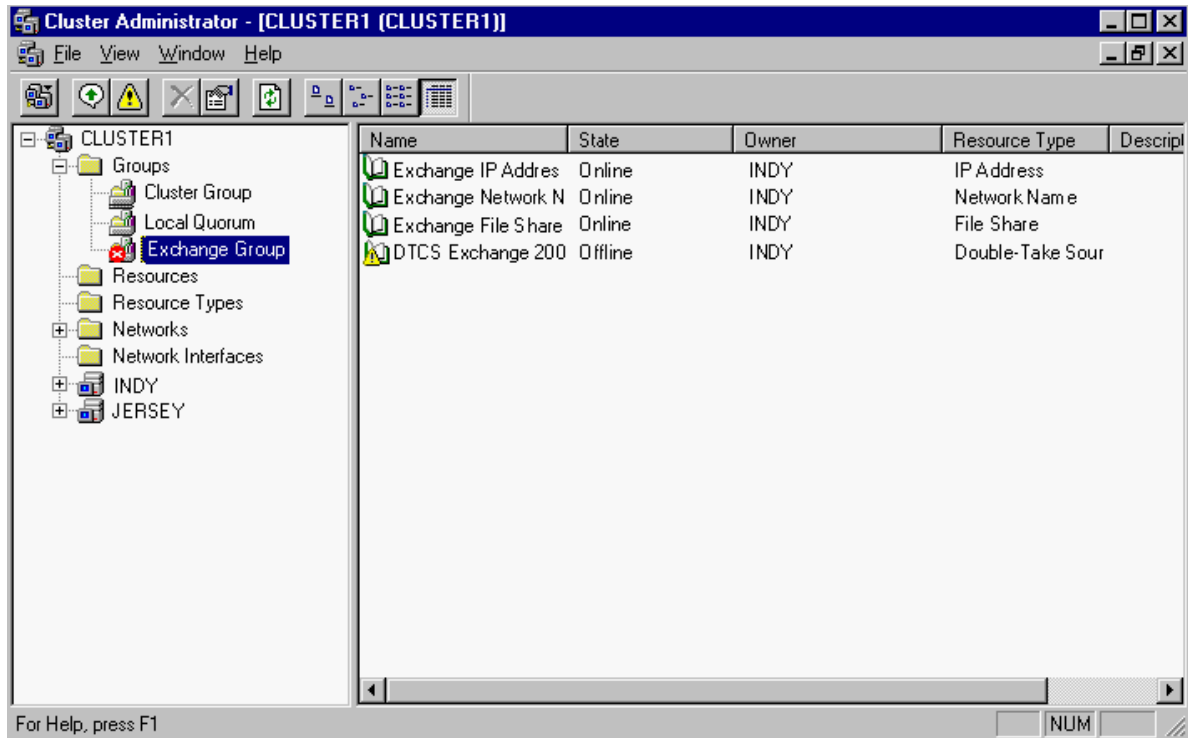 Cluster Administrator - [CLUSTER1 (CLUSTER1)]
File View Window Help
CLUSTER1
Groups
Cluster Group
Local Quorum
Exchange Group
Resources
Resource Types
Networks
Network Interfaces
INDY
JERSEY
Name State Owner Resource Type Descript
Exchange IP Addres Online INDY IP Address
Exchange Network N Online INDY Network Name
Exchange File Share Online INDY File Share
DTCS Exchange 200 Offline INDY Double-Take Sour
For Help, press F1 NUM